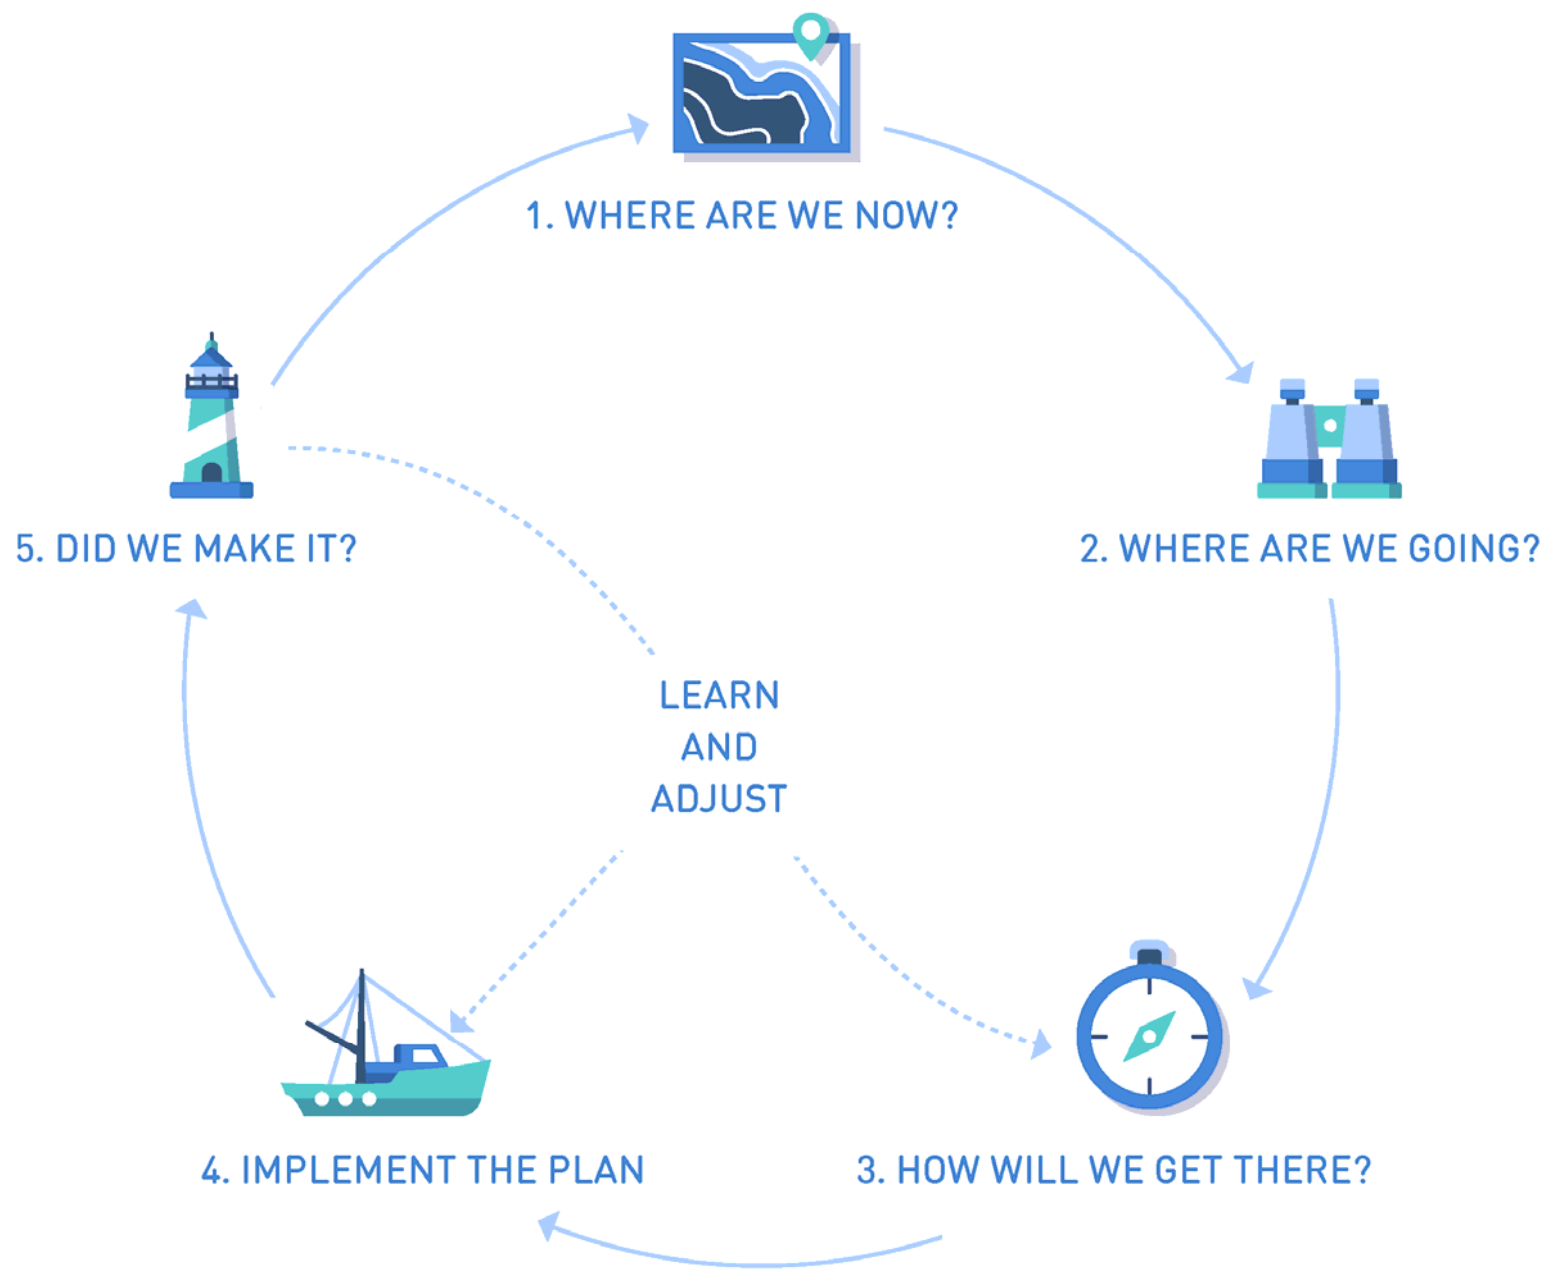 1. WHERE ARE WE NOW?
2. WHERE ARE WE GOING?
5. DID WE MAKE IT?
LEARN
AND
ADJUST
4. IMPLEMENT THE PLAN
3. HOW WILL WE GET THERE?